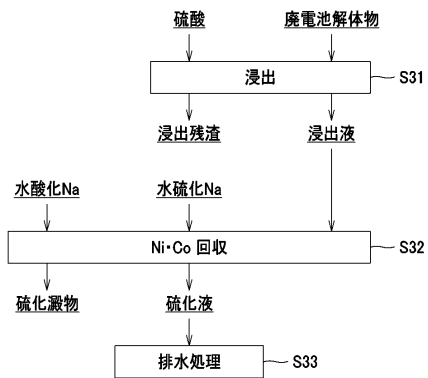 硫酸 廃電池解体物
浸出 S31
浸出残渣 浸出液
水酸化Na 水硫化Na
Ni・Co 回収 S32
硫化澱物 硫化液
排水処理 S33